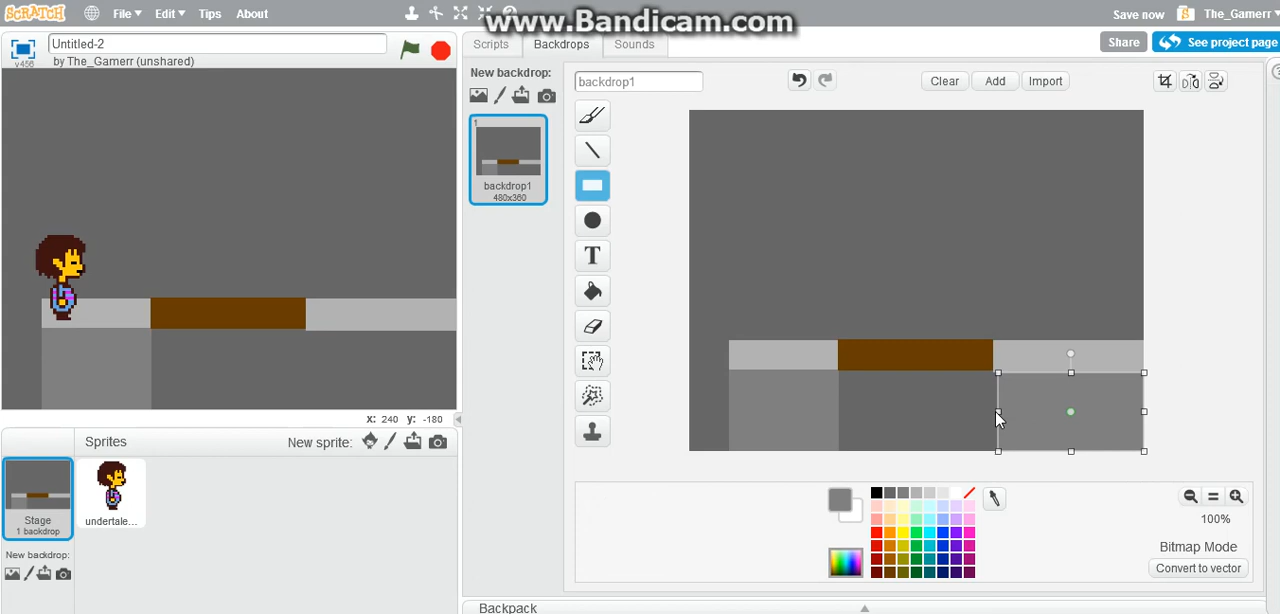 SCRATCH File Edit Tips About www.Bandicam.com Save now The_Gamerr
Untitled-2
by The_Gamerr (unshared)
v456
Scripts Backdrops Sounds
Share See project page
New backdrop:
backdrop1
Clear Add Import
1
backdrop1
480x360
T
x: 240 y: -180
Sprites New sprite:
Stage
1 backdrop
undertale...
New backdrop:
100%
Bitmap Mode
Convert to vector
Backpack